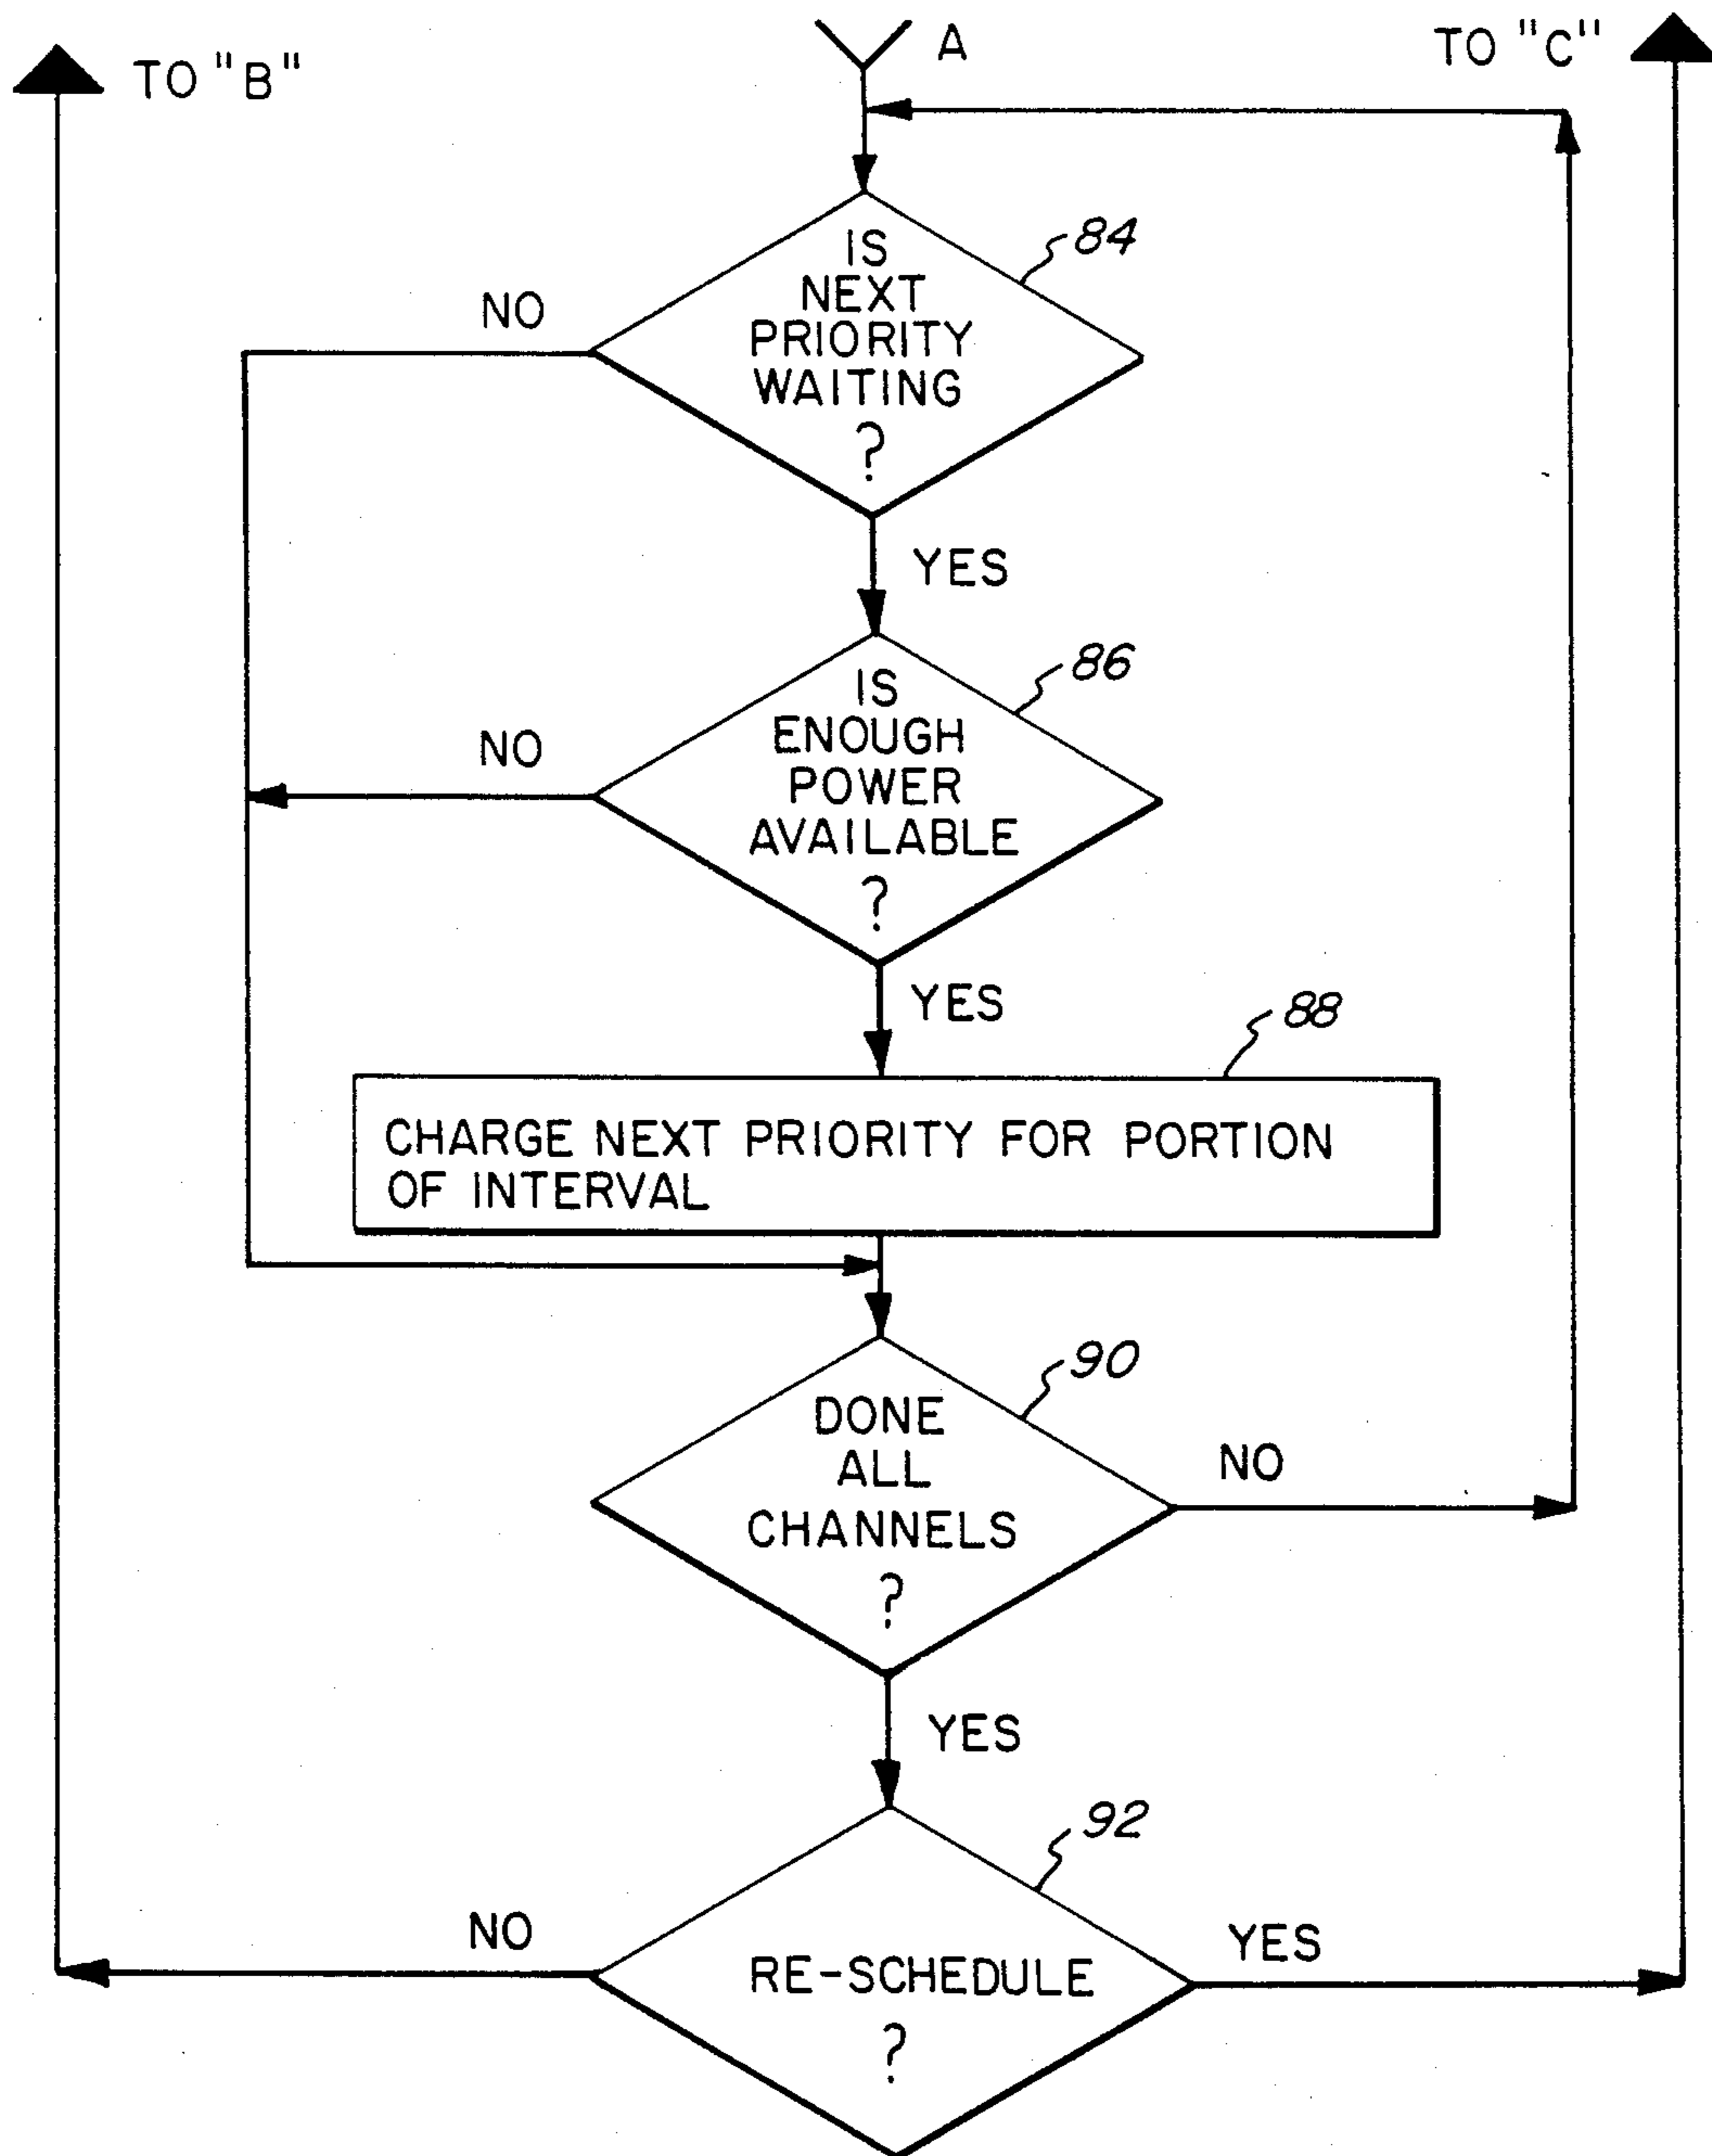 TO "B"
A
TO "C"
84
IS
NEXT
PRIORITY
WAITING
?
NO
YES
86
IS
ENOUGH
POWER
AVAILABLE
?
NO
YES
88
CHARGE NEXT PRIORITY FOR PORTION
OF INTERVAL
90
DONE
ALL
CHANNELS
?
NO
YES
92
RE-SCHEDULE
?
NO
YES